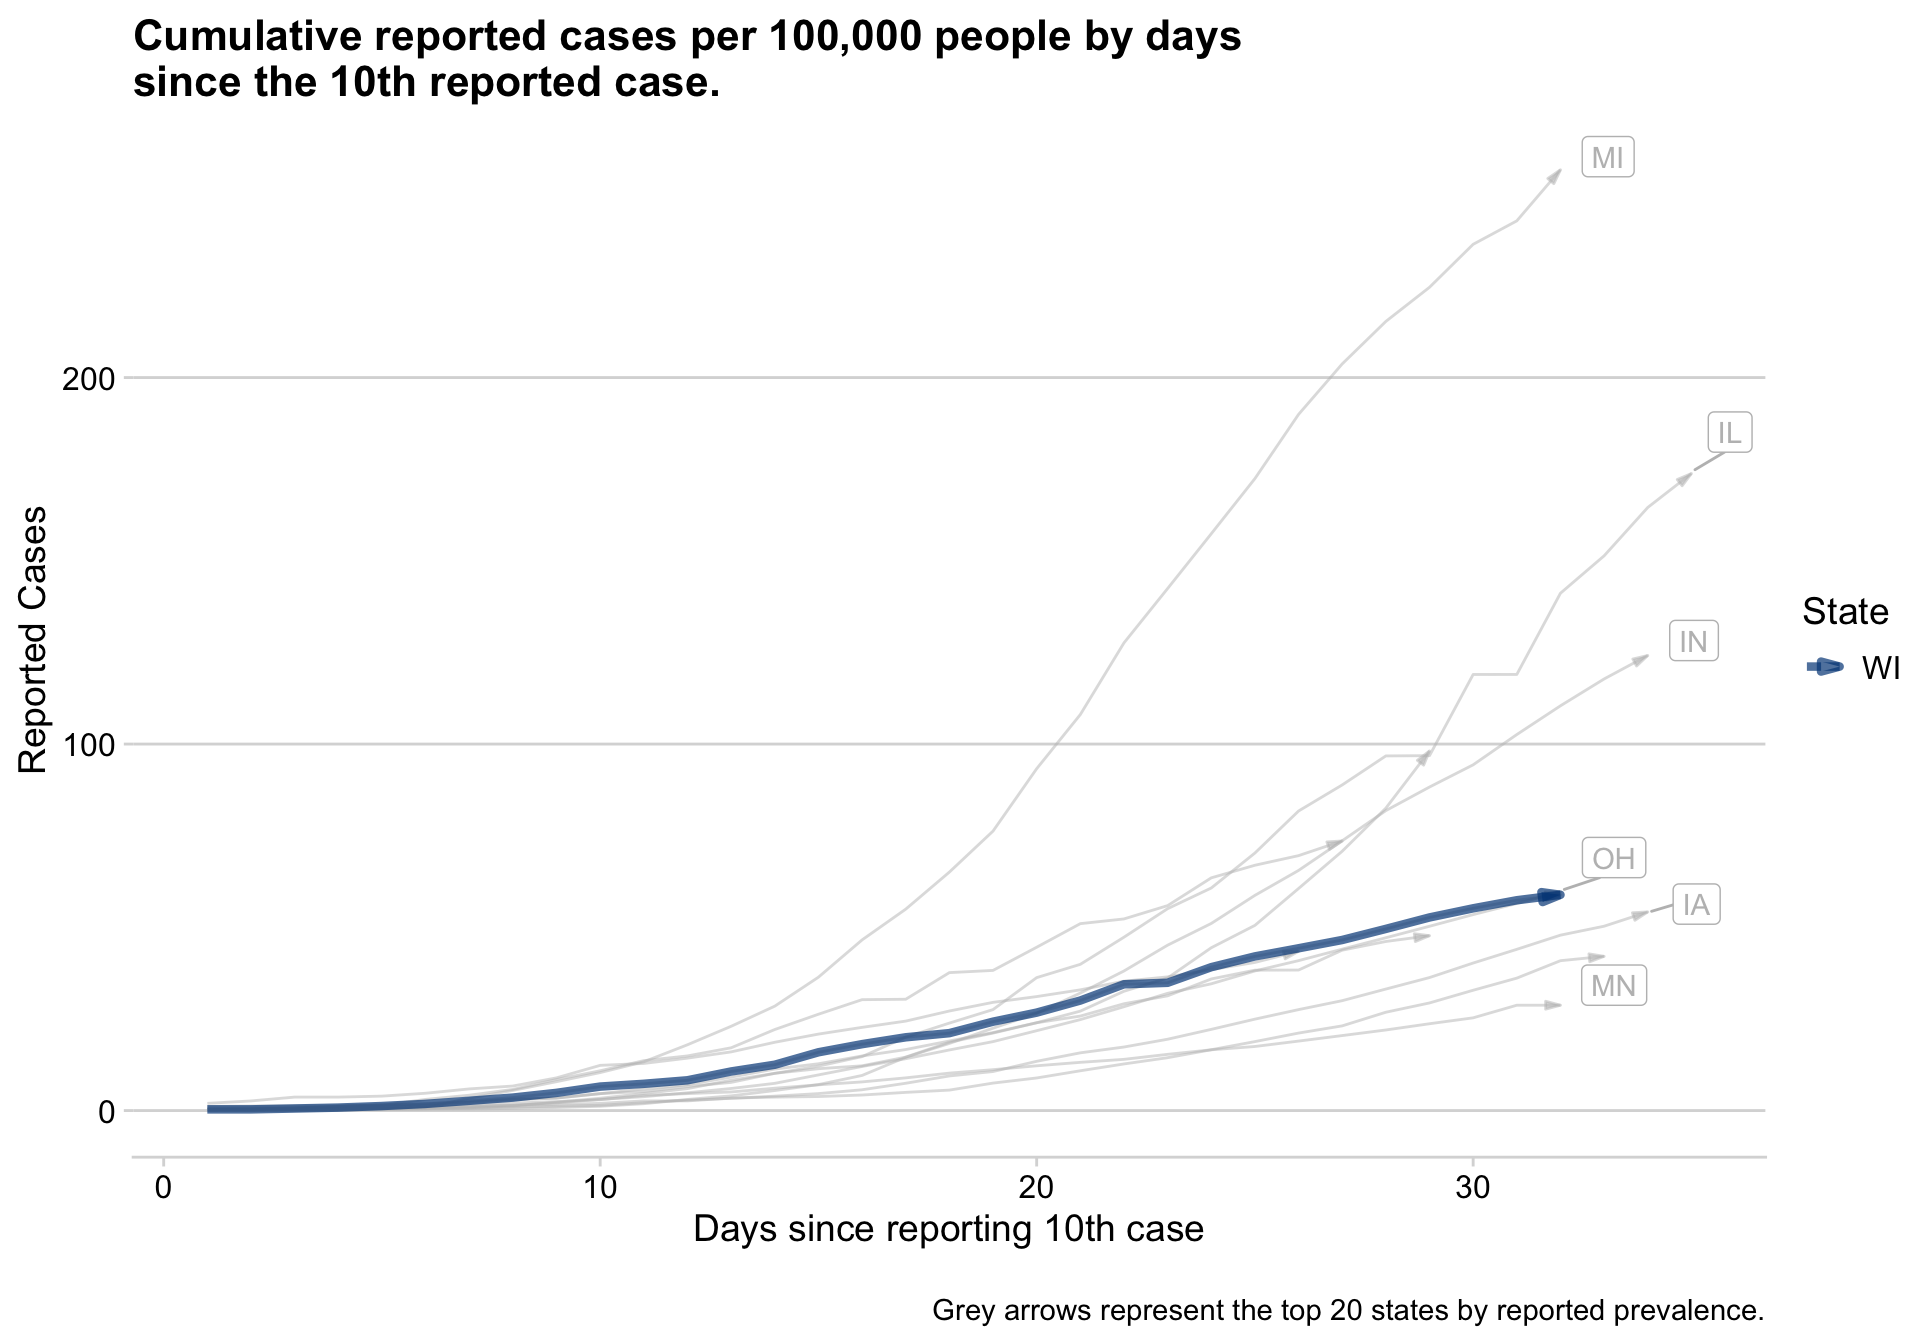 Cumulative reported cases per 100,000 people by days
since the 10th reported case.
MI
200
IL
IN
State
WI
100
Reported Cases
OH
IA
MN
0
0 10 20 30
Days since reporting 10th case
Grey arrows represent the top 20 states by reported prevalence.